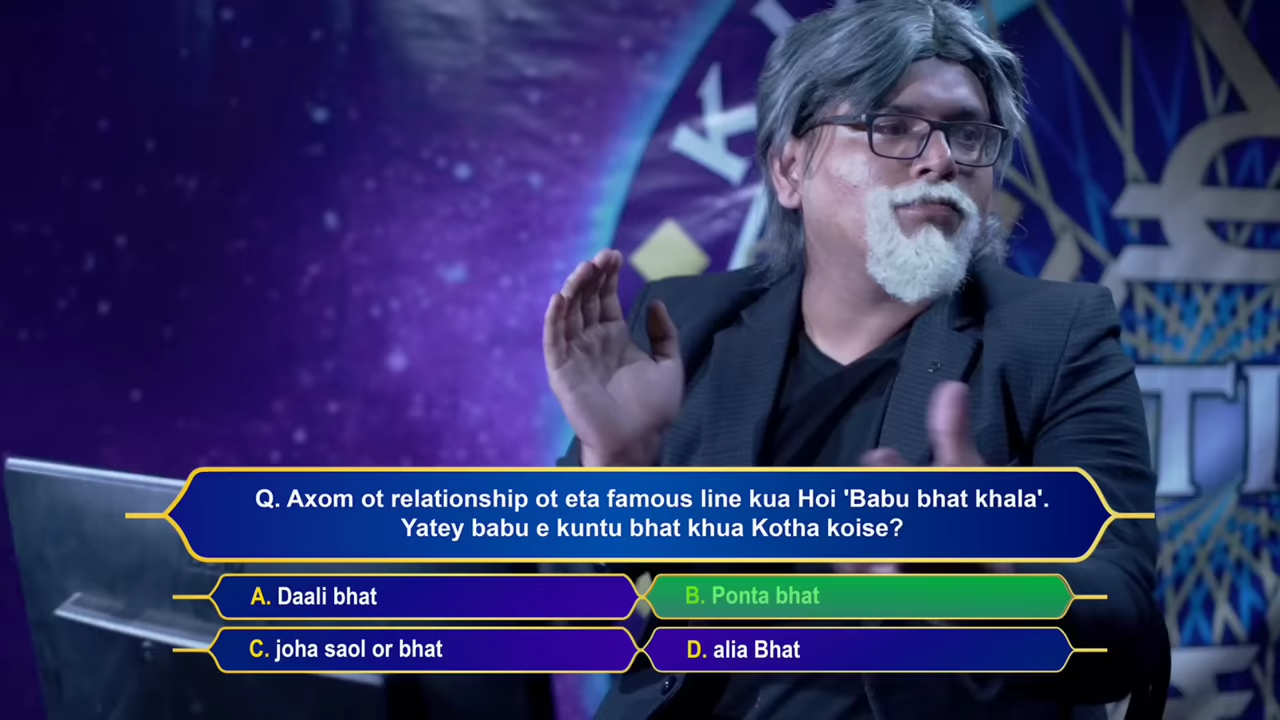 Q. Axom ot relationship ot eta famous line kua Hoi 'Babu bhat khala'.
Yatey babu e kuntu bhat khua Kotha koise?
A. Daali bhat
B. Ponta bhat
C. joha saol or bhat
D. alia Bhat